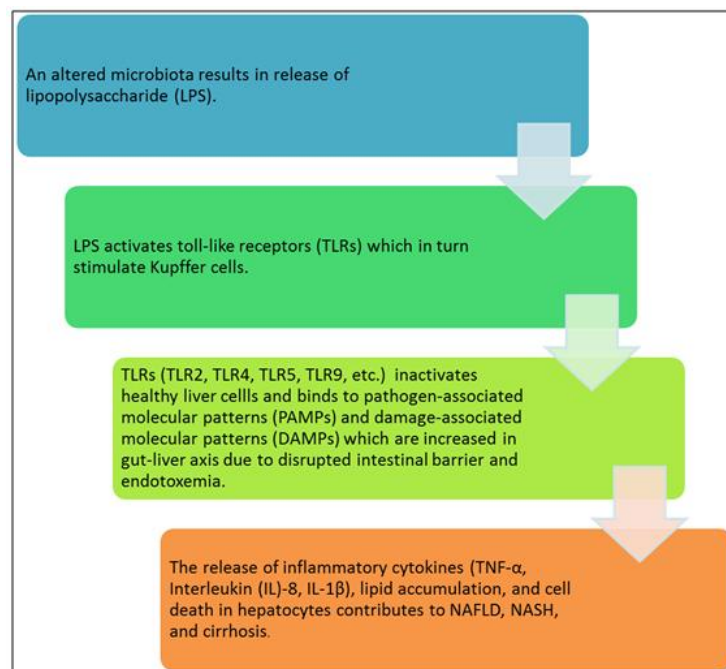 An altered microbiota results in release of
lipopolysaccharide (LPS).
LPS activates toll-like receptors (TLRs) which in turn
stimulate Kupffer cells.
TLRs (TLR2, TLR4, TLR5, TLR9, etc.) inactivates
healthy liver cellls and binds to pathogen-associated
molecular patterns (PAMPs) and damage-associated
molecular patterns (DAMPs) which are increased in
gut-liver axis due to disrupted intestinal barrier and
endotoxemia.
The release of inflammatory cytokines (TNF-α,
Interleukin (IL)-8, IL-1β), lipid accumulation, and cell
death in hepatocytes contributes to NAFLD, NASH,
and cirrhosis.